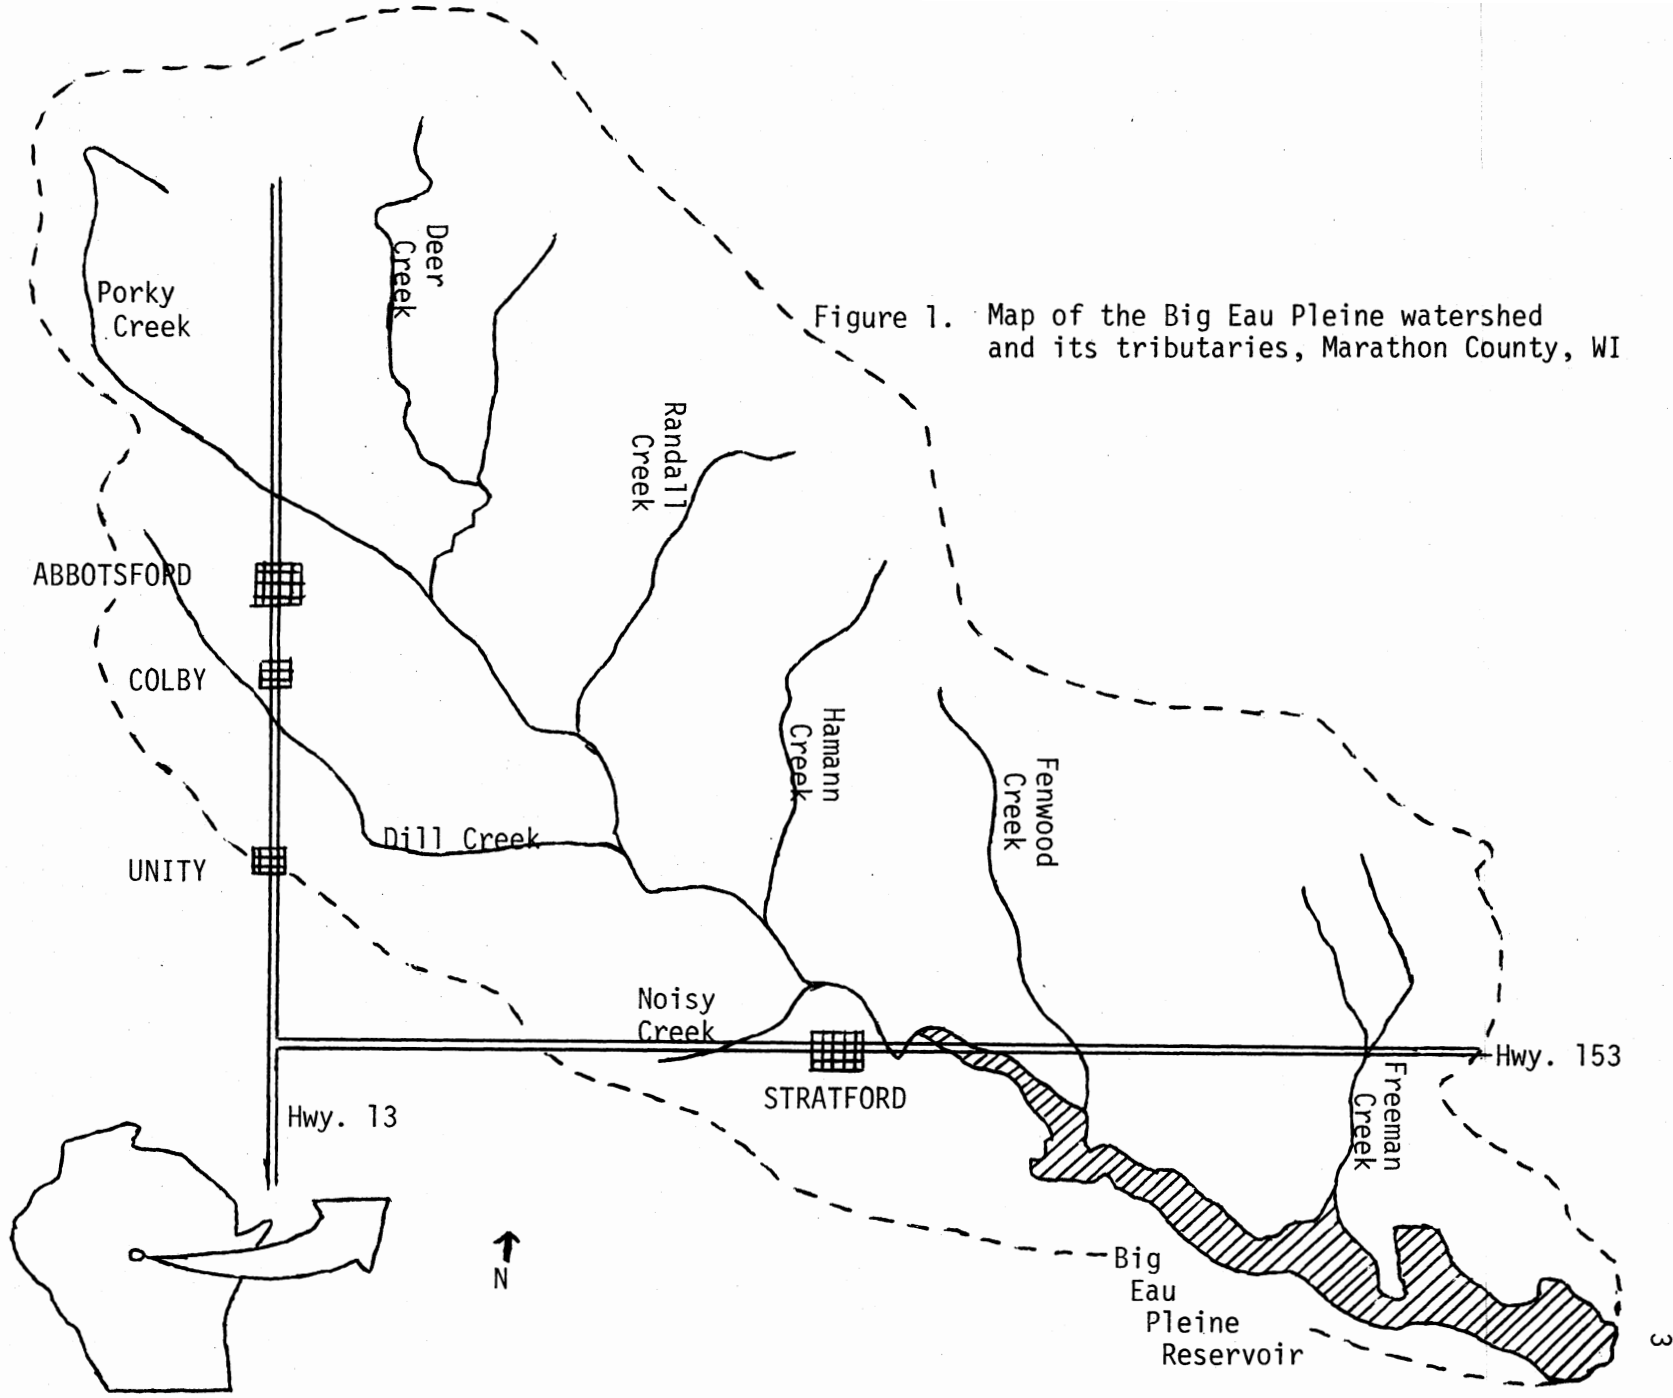 Deer
Creek
Porky
Creek
Figure 1. Map of the Big Eau Pleine watershed
and its tributaries, Marathon County, WI
Randall
Creek
ABBOTSFORD
COLBY
Hamann
Creek
Fenwood
Creek
Dill Creek
UNITY
Noisy
Creek
Hwy. 153
STRATFORD
Freeman
Creek
Hwy. 13
N
Big
Eau
Pleine
Reservoir
3